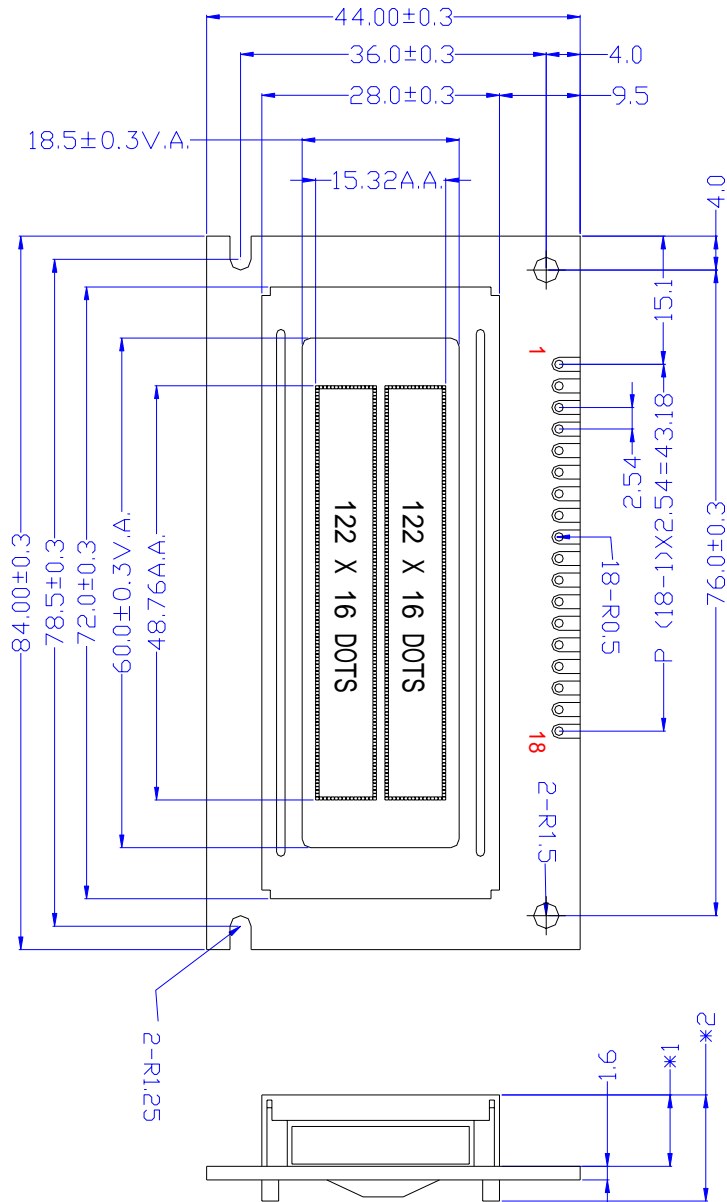 44.00±0.3
36.0±0.3
4.0
28.0±0.3
9.5
18.5±0.3V.A.
15.32A.A.
4.0
15.1
1
2.54
P (18-1)X2.54=43.18
76.0±0.3
18-R0.5
18
2-R1.5
122 X 16 DOTS
122 X 16 DOTS
48.76A.A.
60.0±0.3V.A.
72.0±0.3
78.5±0.3
84.00±0.3
2-R1.25
1.6
*1
*2